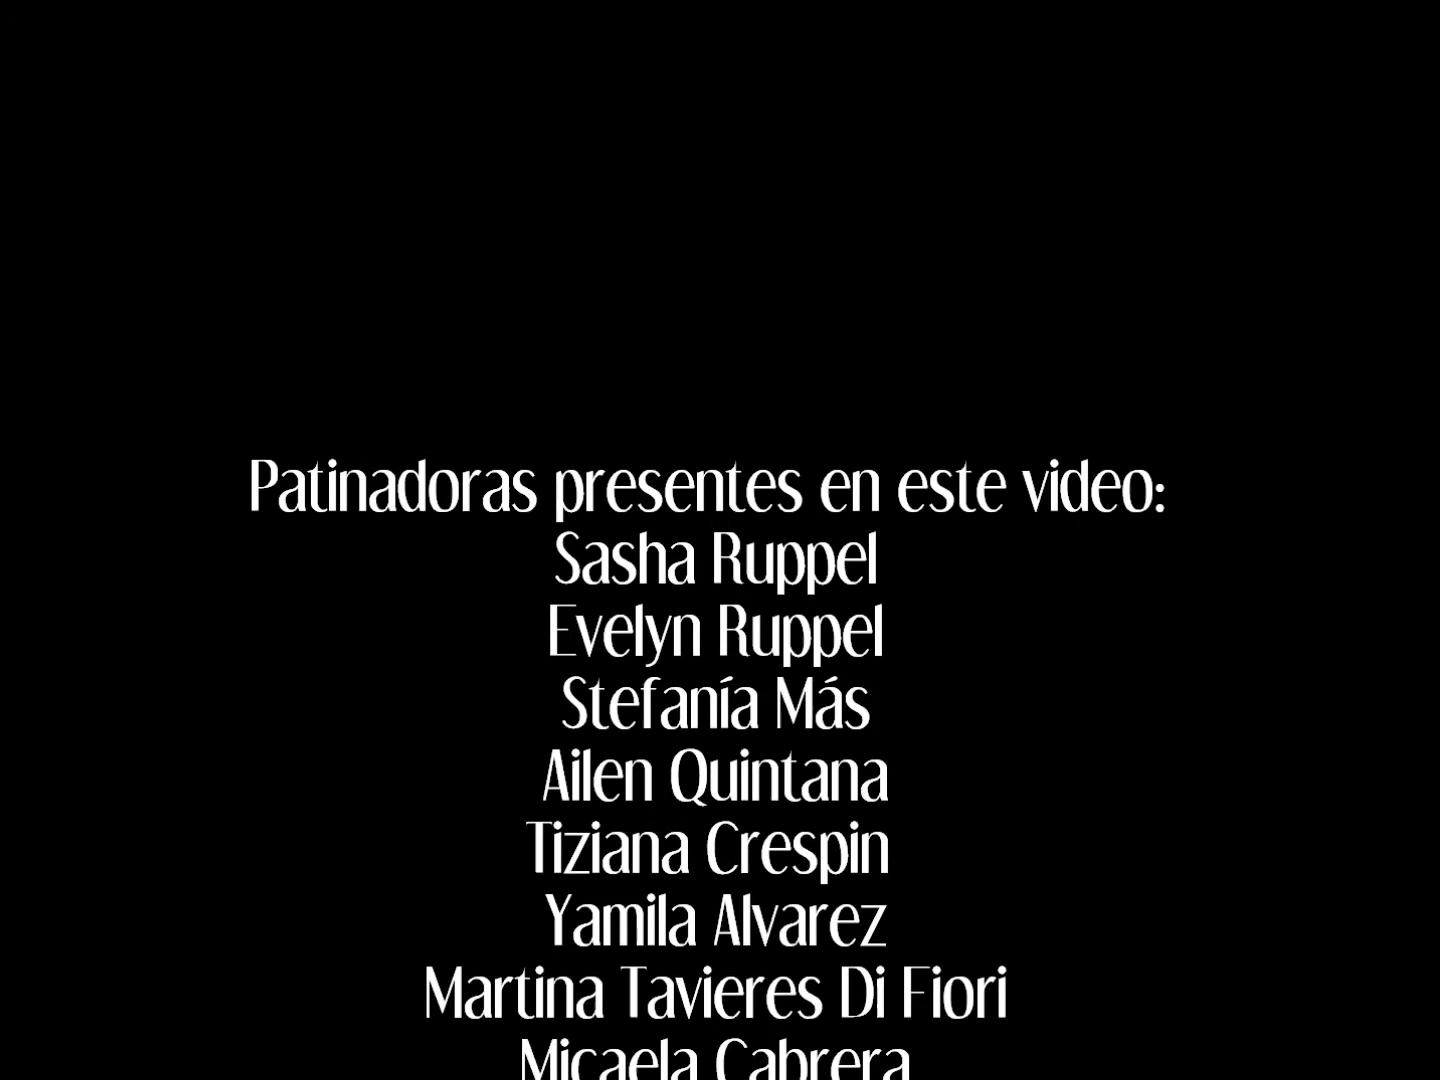 Patinadoras presentes en este video:
Sasha Ruppel
Evelyn Ruppel
Stefanía Más
Ailen Quintana
Tiziana Crespin
Yamila Alvarez
Martina Tavieres Di Fiori
Micaela Cabrera